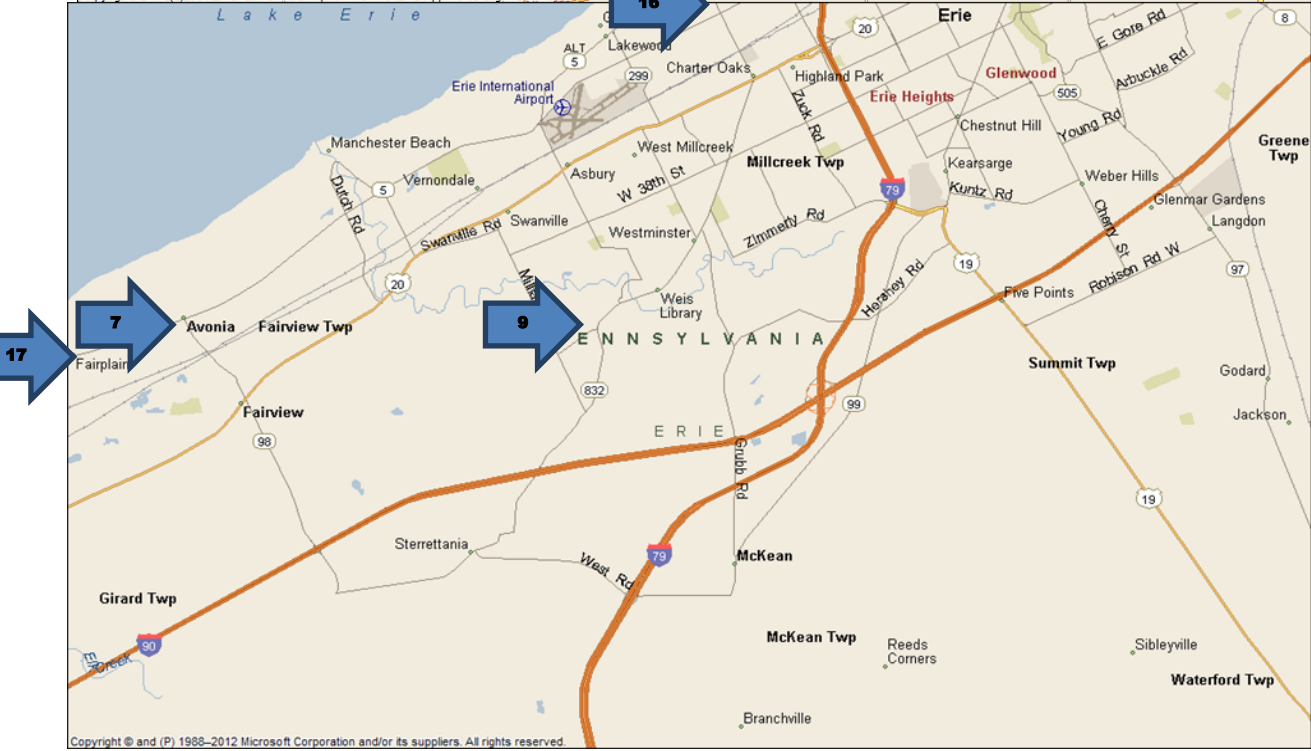 Lake Erie
16
Erie
8
20
E Gore Rd
ALT
5
Lakewood
299
Charter Oaks
Highland Park
Glenwood
Arbuckle Rd
Erie International
Airport
Zuck Rd
Erie Heights
505
Chestnut Hill
Young Rd
Manchester Beach
West Millcreek
Millcreek Twp
Greene
Twp
Kearsarge
Asbury
Vernondale
5
W 38th St
79
Kuntz Rd
Weber Hills
Dutch Rd
Glenmar Gardens
Swanville
Langdon
Swanville Rd
Westminster
Zimmerly Rd
Cherry St
Robison Rd W
19
97
20
Hershey Rd
Weis
Library
Five Points
7
Avonia
Fairview Twp
9
ENNSYLVANIA
17
Fairplain
Summit Twp
Godard
832
99
Fairview
Jackson
98
ERIE
Grubb Rd
19
Sterrettania
79
West Rd
McKean
Girard Twp
90
McKean Twp
Reeds
Corners
Sibleyville
Creek
Waterford Twp
Branchville
Copyright © and (P) 1988–2012 Microsoft Corporation and/or its suppliers. All rights reserved.